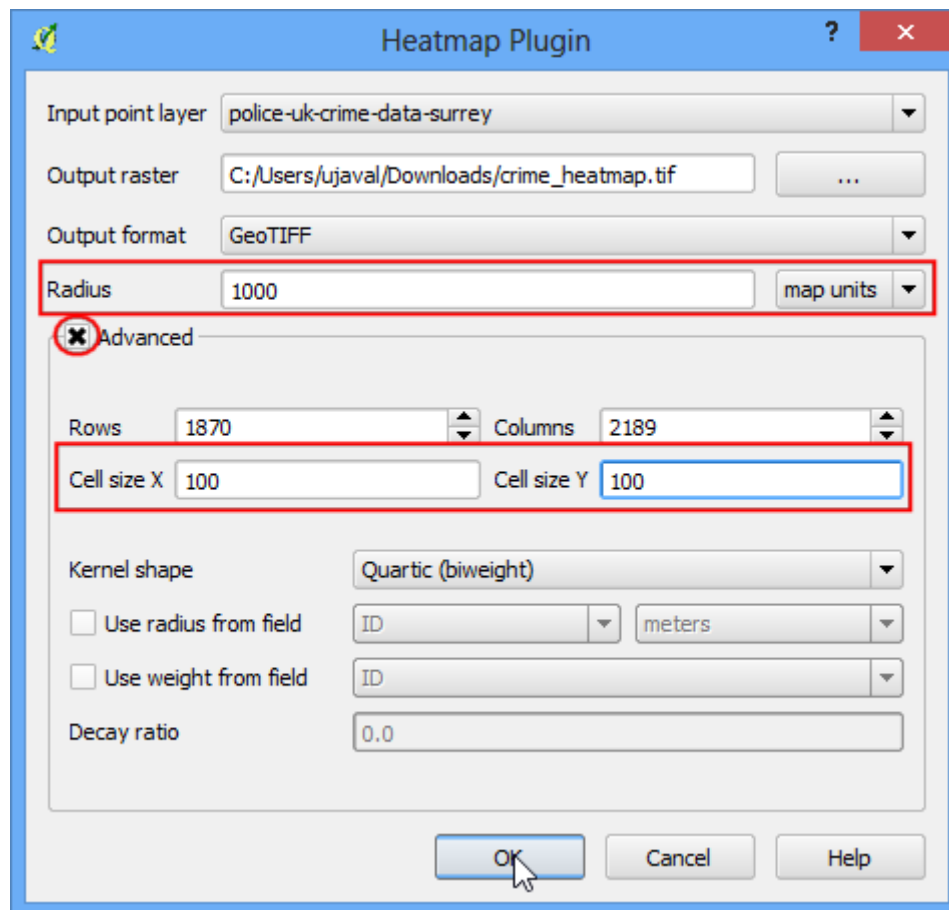 Heatmap Plugin ? ×
Input point layer police-uk-crime-data-surrey
Output raster C:/Users/ujaval/Downloads/crime_heatmap.tif ...
Output format GeoTIFF
Radius 1000 map units
Advanced
Rows 1870 Columns 2189
Cell size X 100 Cell size Y 100
Kernel shape Quartic (biweight)
Use radius from field ID meters
Use weight from field ID
Decay ratio 0.0
OK Cancel Help